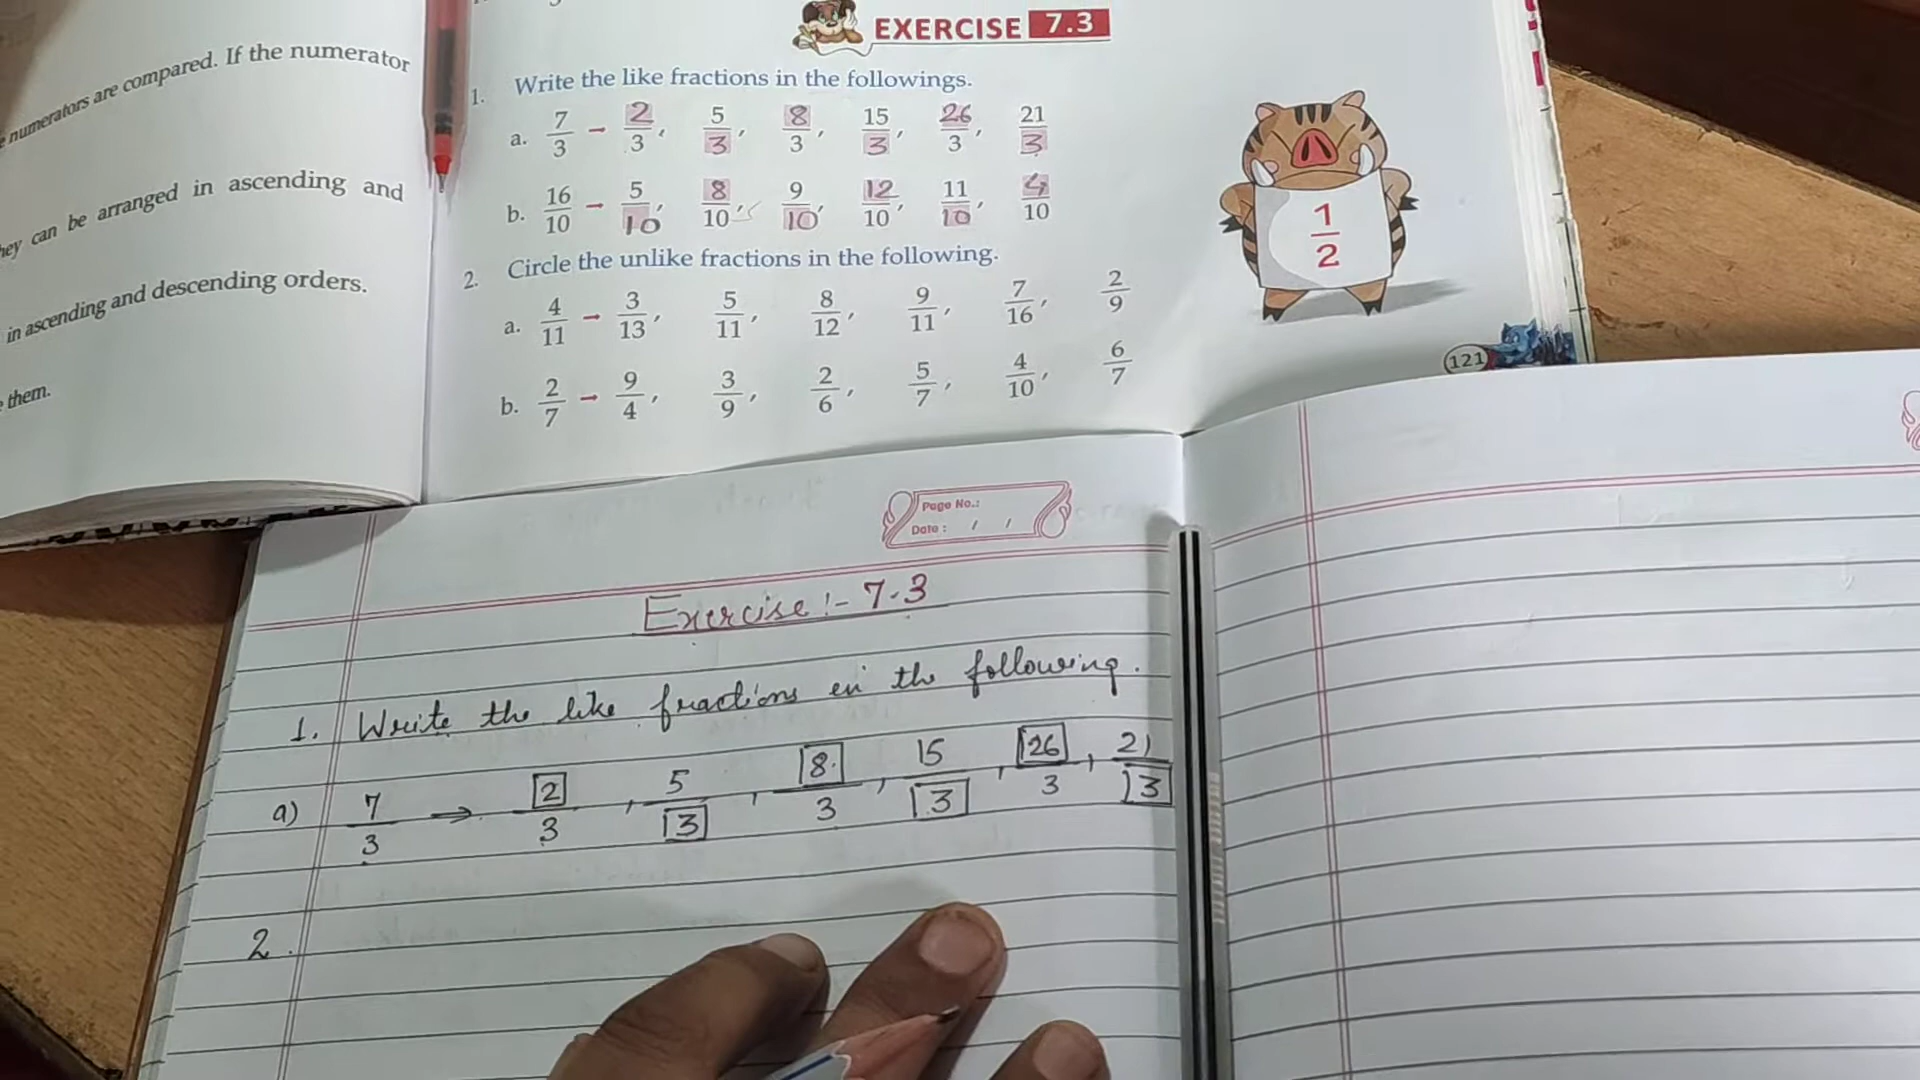 numerators are compared. If the numerator
hey can be arranged in ascending and
in ascending and descending orders.
them.
EXERCISE 7.3
1. Write the like fractions in the followings.
a. 7/3 → 2/3, 5/3, 8/3, 15/3, 26/3, 21/3
b. 16/10 → 5/10, 8/10, 9/10, 12/10, 11/10, 4/10
2. Circle the unlike fractions in the following.
a. 4/11 → 3/13, 5/11, 8/12, 9/11, 7/16, 2/9
b. 2/7 → 9/4, 3/9, 2/6, 5/7, 4/10, 6/7
1/2
121
Page No.:
Date : / /
Exercise :- 7.3
1. Write the like fractions in the following.
a) 7/3 → 2/3, 5/3, 8/3, 15/3, 26/3, 21/3
2.